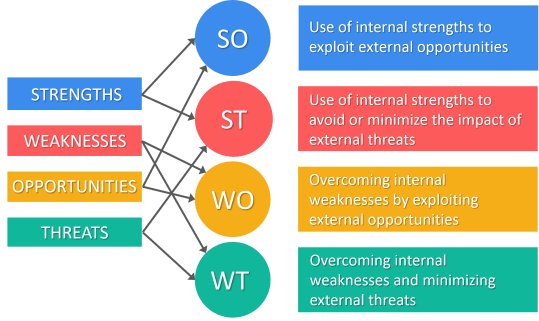 STRENGTHS
WEAKNESSES
OPPORTUNITIES
THREATS
SO
ST
WO
WT
Use of internal strengths to
exploit external opportunities
Use of internal strengths to
avoid or minimize the impact of
external threats
Overcoming internal
weaknesses by exploiting
external opportunities
Overcoming internal
weaknesses and minimizing
external threats